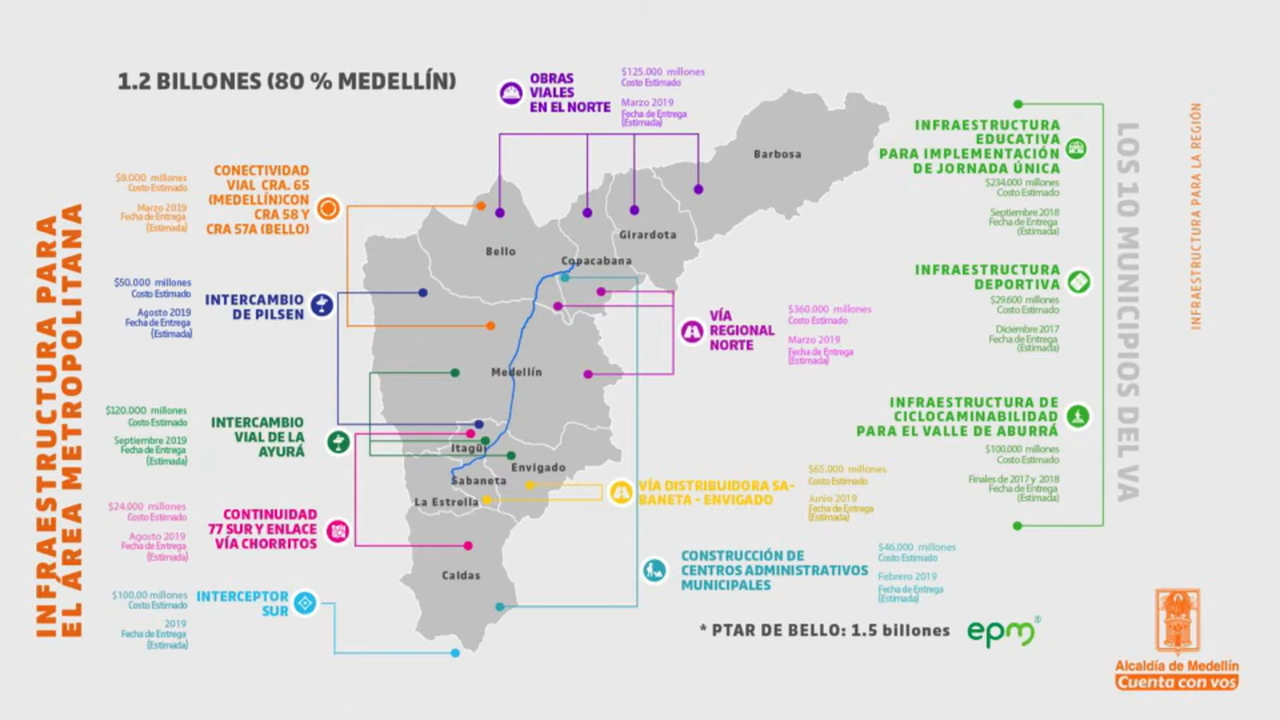 1.2 BILLONES (80 % MEDELLÍN)
INFRAESTRUCTURA PARA
EL ÁREA METROPOLITANA
$9.000 millones
Costo Estimado
Marzo 2019
Fecha de Entrega
(Estimada)
CONECTIVIDAD
VIAL CRA. 65
(MEDELLÍN)CON
CRA 58 Y
CRA 57A (BELLO)
$50.000 millones
Costo Estimado
Agosto 2019
Fecha de Entrega
(Estimada)
INTERCAMBIO
DE PILSEN
$120.000 millones
Costo Estimado
Septiembre 2019
Fecha de Entrega
(Estimada)
INTERCAMBIO
VIAL DE LA
AYURÁ
$24.000 millones
Costo Estimado
Agosto 2019
Fecha de Entrega
(Estimada)
CONTINUIDAD
77 SUR Y ENLACE
VÍA CHORRITOS
$100.00 millones
Costo Estimado
2019
Fecha de Entrega
(Estimada)
INTERCEPTOR
SUR
OBRAS
VIALES
EN EL NORTE
$125.000 millones
Costo Estimado
Marzo 2019
Fecha de Entrega
(Estimada)
Barbosa
Girardota
Bello
Copacabana
Medellín
Itagüí
Envigado
Sabaneta
La Estrella
Caldas
VÍA
REGIONAL
NORTE
$360.000 millones
Costo Estimado
Marzo 2019
Fecha de Entrega
(Estimada)
VÍA DISTRIBUIDORA SA-
BANETA - ENVIGADO
$65.000 millones
Costo Estimado
Junio 2019
Fecha de Entrega
(Estimada)
CONSTRUCCIÓN DE
CENTROS ADMINISTRATIVOS
MUNICIPALES
$46.000 millones
Costo Estimado
Febrero 2019
Fecha de Entrega
(Estimada)
* PTAR DE BELLO: 1.5 billones
epm®
INFRAESTRUCTURA
EDUCATIVA
PARA IMPLEMENTACIÓN
DE JORNADA ÚNICA
$234.000 millones
Costo Estimado
Septiembre 2018
Fecha de Entrega
(Estimada)
INFRAESTRUCTURA
DEPORTIVA
$29.600 millones
Costo Estimado
Diciembre 2017
Fecha de Entrega
(Estimada)
INFRAESTRUCTURA DE
CICLOCAMINABILIDAD
PARA EL VALLE DE ABURRÁ
$100.000 millones
Costo Estimado
Finales de 2017 y 2018
Fecha de Entrega
(Estimada)
LOS 10 MUNICIPIOS DEL VA
INFRAESTRUCTURA PARA LA REGIÓN
Alcaldía de Medellín
Cuenta con vos